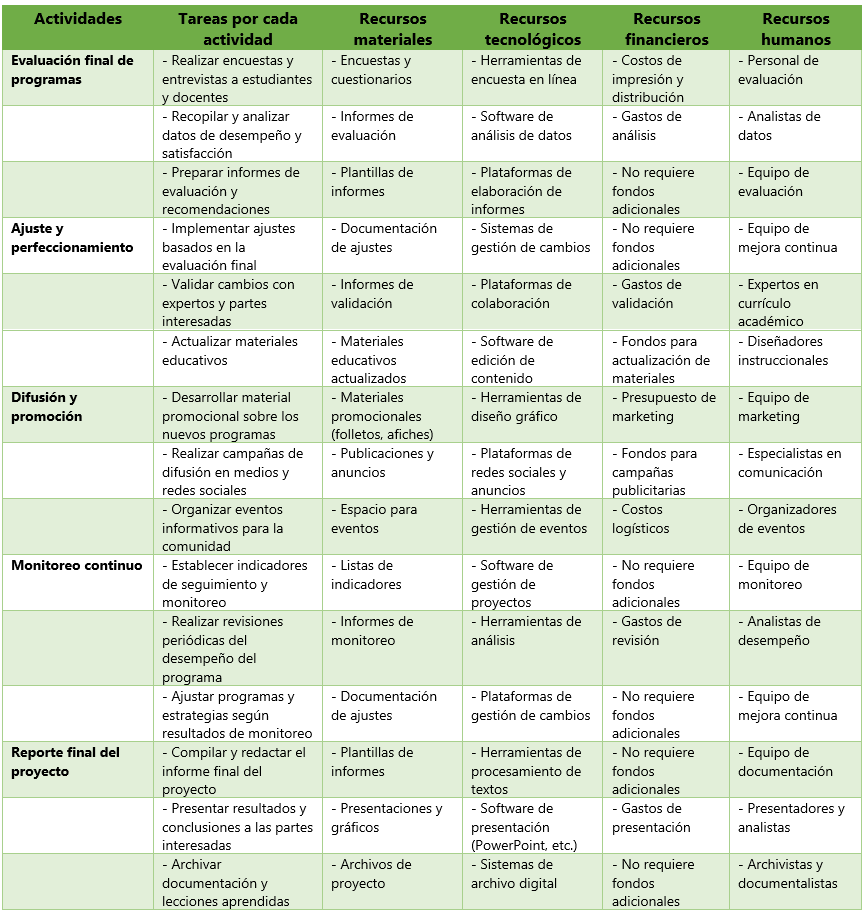 Actividades
Tareas por cada
actividad
Recursos
materiales
Recursos
tecnológicos
Recursos
financieros
Recursos
humanos
Evaluación final de
programas
- Realizar encuestas y
entrevistas a estudiantes
y docentes
- Encuestas y
cuestionarios
- Herramientas de
encuesta en línea
- Costos de
impresión y
distribución
- Personal de
evaluación
- Recopilar y analizar
datos de desempeño y
satisfacción
- Informes de
evaluación
- Software de
análisis de datos
- Gastos de
análisis
- Analistas de
datos
- Preparar informes de
evaluación y
recomendaciones
- Plantillas de
informes
- Plataformas de
elaboración de
informes
- No requiere
fondos
adicionales
- Equipo de
evaluación
Ajuste y
perfeccionamiento
- Implementar ajustes
basados en la
evaluación final
- Documentación
de ajustes
- Sistemas de
gestión de cambios
- No requiere
fondos
adicionales
- Equipo de
mejora continua
- Validar cambios con
expertos y partes
interesadas
- Informes de
validación
- Plataformas de
colaboración
- Gastos de
validación
- Expertos en
currículo
académico
- Actualizar materiales
educativos
- Materiales
educativos
actualizados
- Software de
edición de
contenido
- Fondos para
actualización de
materiales
- Diseñadores
instruccionales
Difusión y
promoción
- Desarrollar material
promocional sobre los
nuevos programas
- Materiales
promocionales
(folletos, afiches)
- Herramientas de
diseño gráfico
- Presupuesto de
marketing
- Equipo de
marketing
- Realizar campañas de
difusión en medios y
redes sociales
- Publicaciones y
anuncios
- Plataformas de
redes sociales y
anuncios
- Fondos para
campañas
publicitarias
- Especialistas en
comunicación
- Organizar eventos
informativos para la
comunidad
- Espacio para
eventos
- Herramientas de
gestión de eventos
- Costos
logísticos
- Organizadores
de eventos
Monitoreo continuo
- Establecer indicadores
de seguimiento y
monitoreo
- Listas de
indicadores
- Software de
gestión de
proyectos
- No requiere
fondos
adicionales
- Equipo de
monitoreo
- Realizar revisiones
periódicas del
desempeño del
programa
- Informes de
monitoreo
- Herramientas de
análisis
- Gastos de
revisión
- Analistas de
desempeño
- Ajustar programas y
estrategias según
resultados de monitoreo
- Documentación
de ajustes
- Plataformas de
gestión de cambios
- No requiere
fondos
adicionales
- Equipo de
mejora continua
Reporte final del
proyecto
- Compilar y redactar el
informe final del
proyecto
- Plantillas de
informes
- Herramientas de
procesamiento de
textos
- No requiere
fondos
adicionales
- Equipo de
documentación
- Presentar resultados y
conclusiones a las partes
interesadas
- Presentaciones y
gráficos
- Software de
presentación
(PowerPoint, etc.)
- Gastos de
presentación
- Presentadores y
analistas
- Archivar
documentación y
lecciones aprendidas
- Archivos de
proyecto
- Sistemas de
archivo digital
- No requiere
fondos
adicionales
- Archivistas y
documentalistas